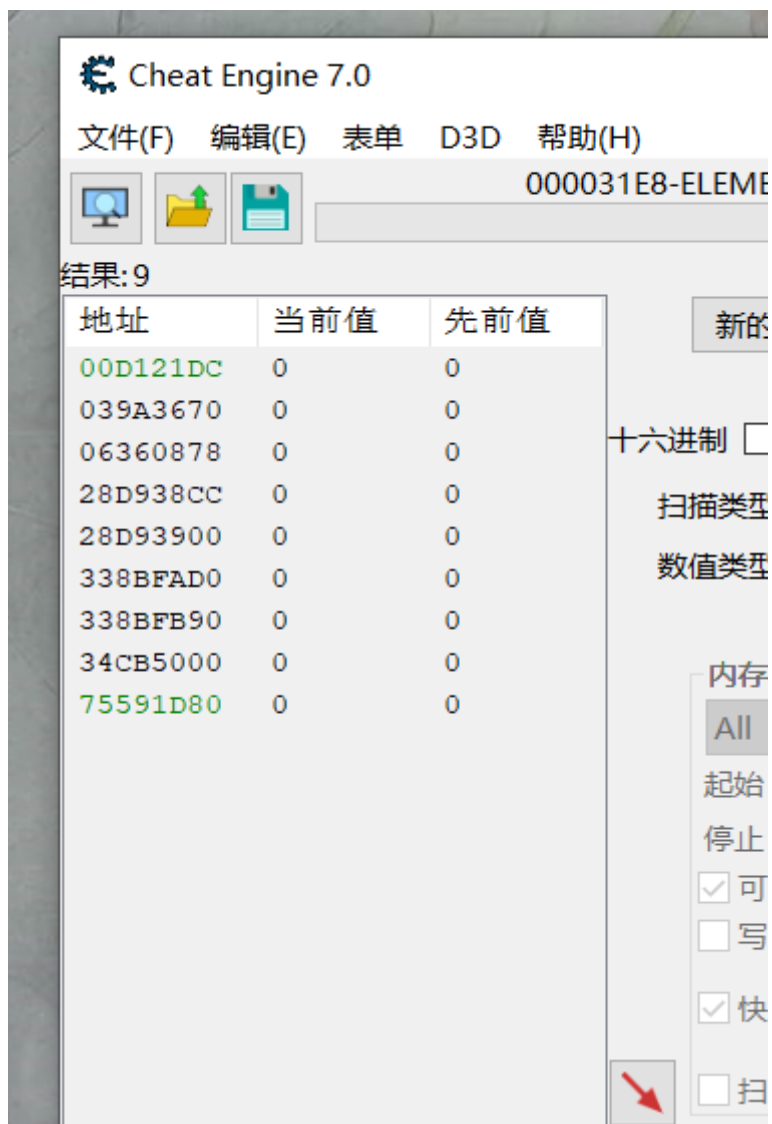 Cheat Engine 7.0
文件(F) 编辑(E) 表单 D3D 帮助(H)
000031E8-ELEME
结果: 9
地址 当前值 先前值
新的
00D121DC 0 0
039A3670 0 0
06360878 0 0
十六进制
28D938CC 0 0
扫描类型
28D93900 0 0
数值类型
338BFAD0 0 0
338BFB90 0 0
34CB5000 0 0
内存
75591D80 0 0
All
起始
停止
可
写
快
扫